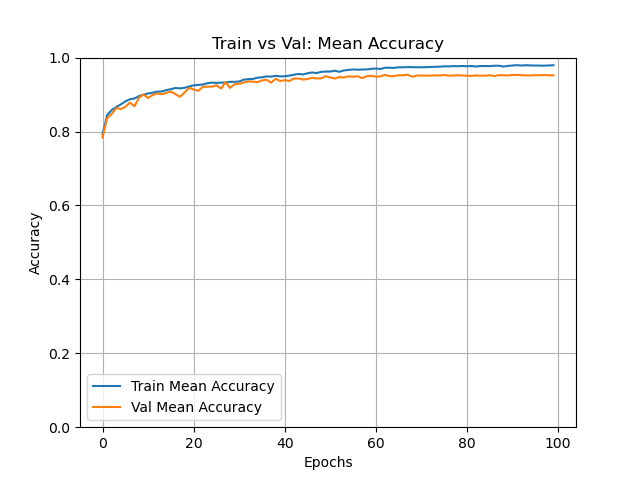 Train vs Val: Mean Accuracy
1.0
0.8
0.6
0.4
0.2
0.0
Accuracy
Train Mean Accuracy
Val Mean Accuracy
0 20 40 60 80 100
Epochs